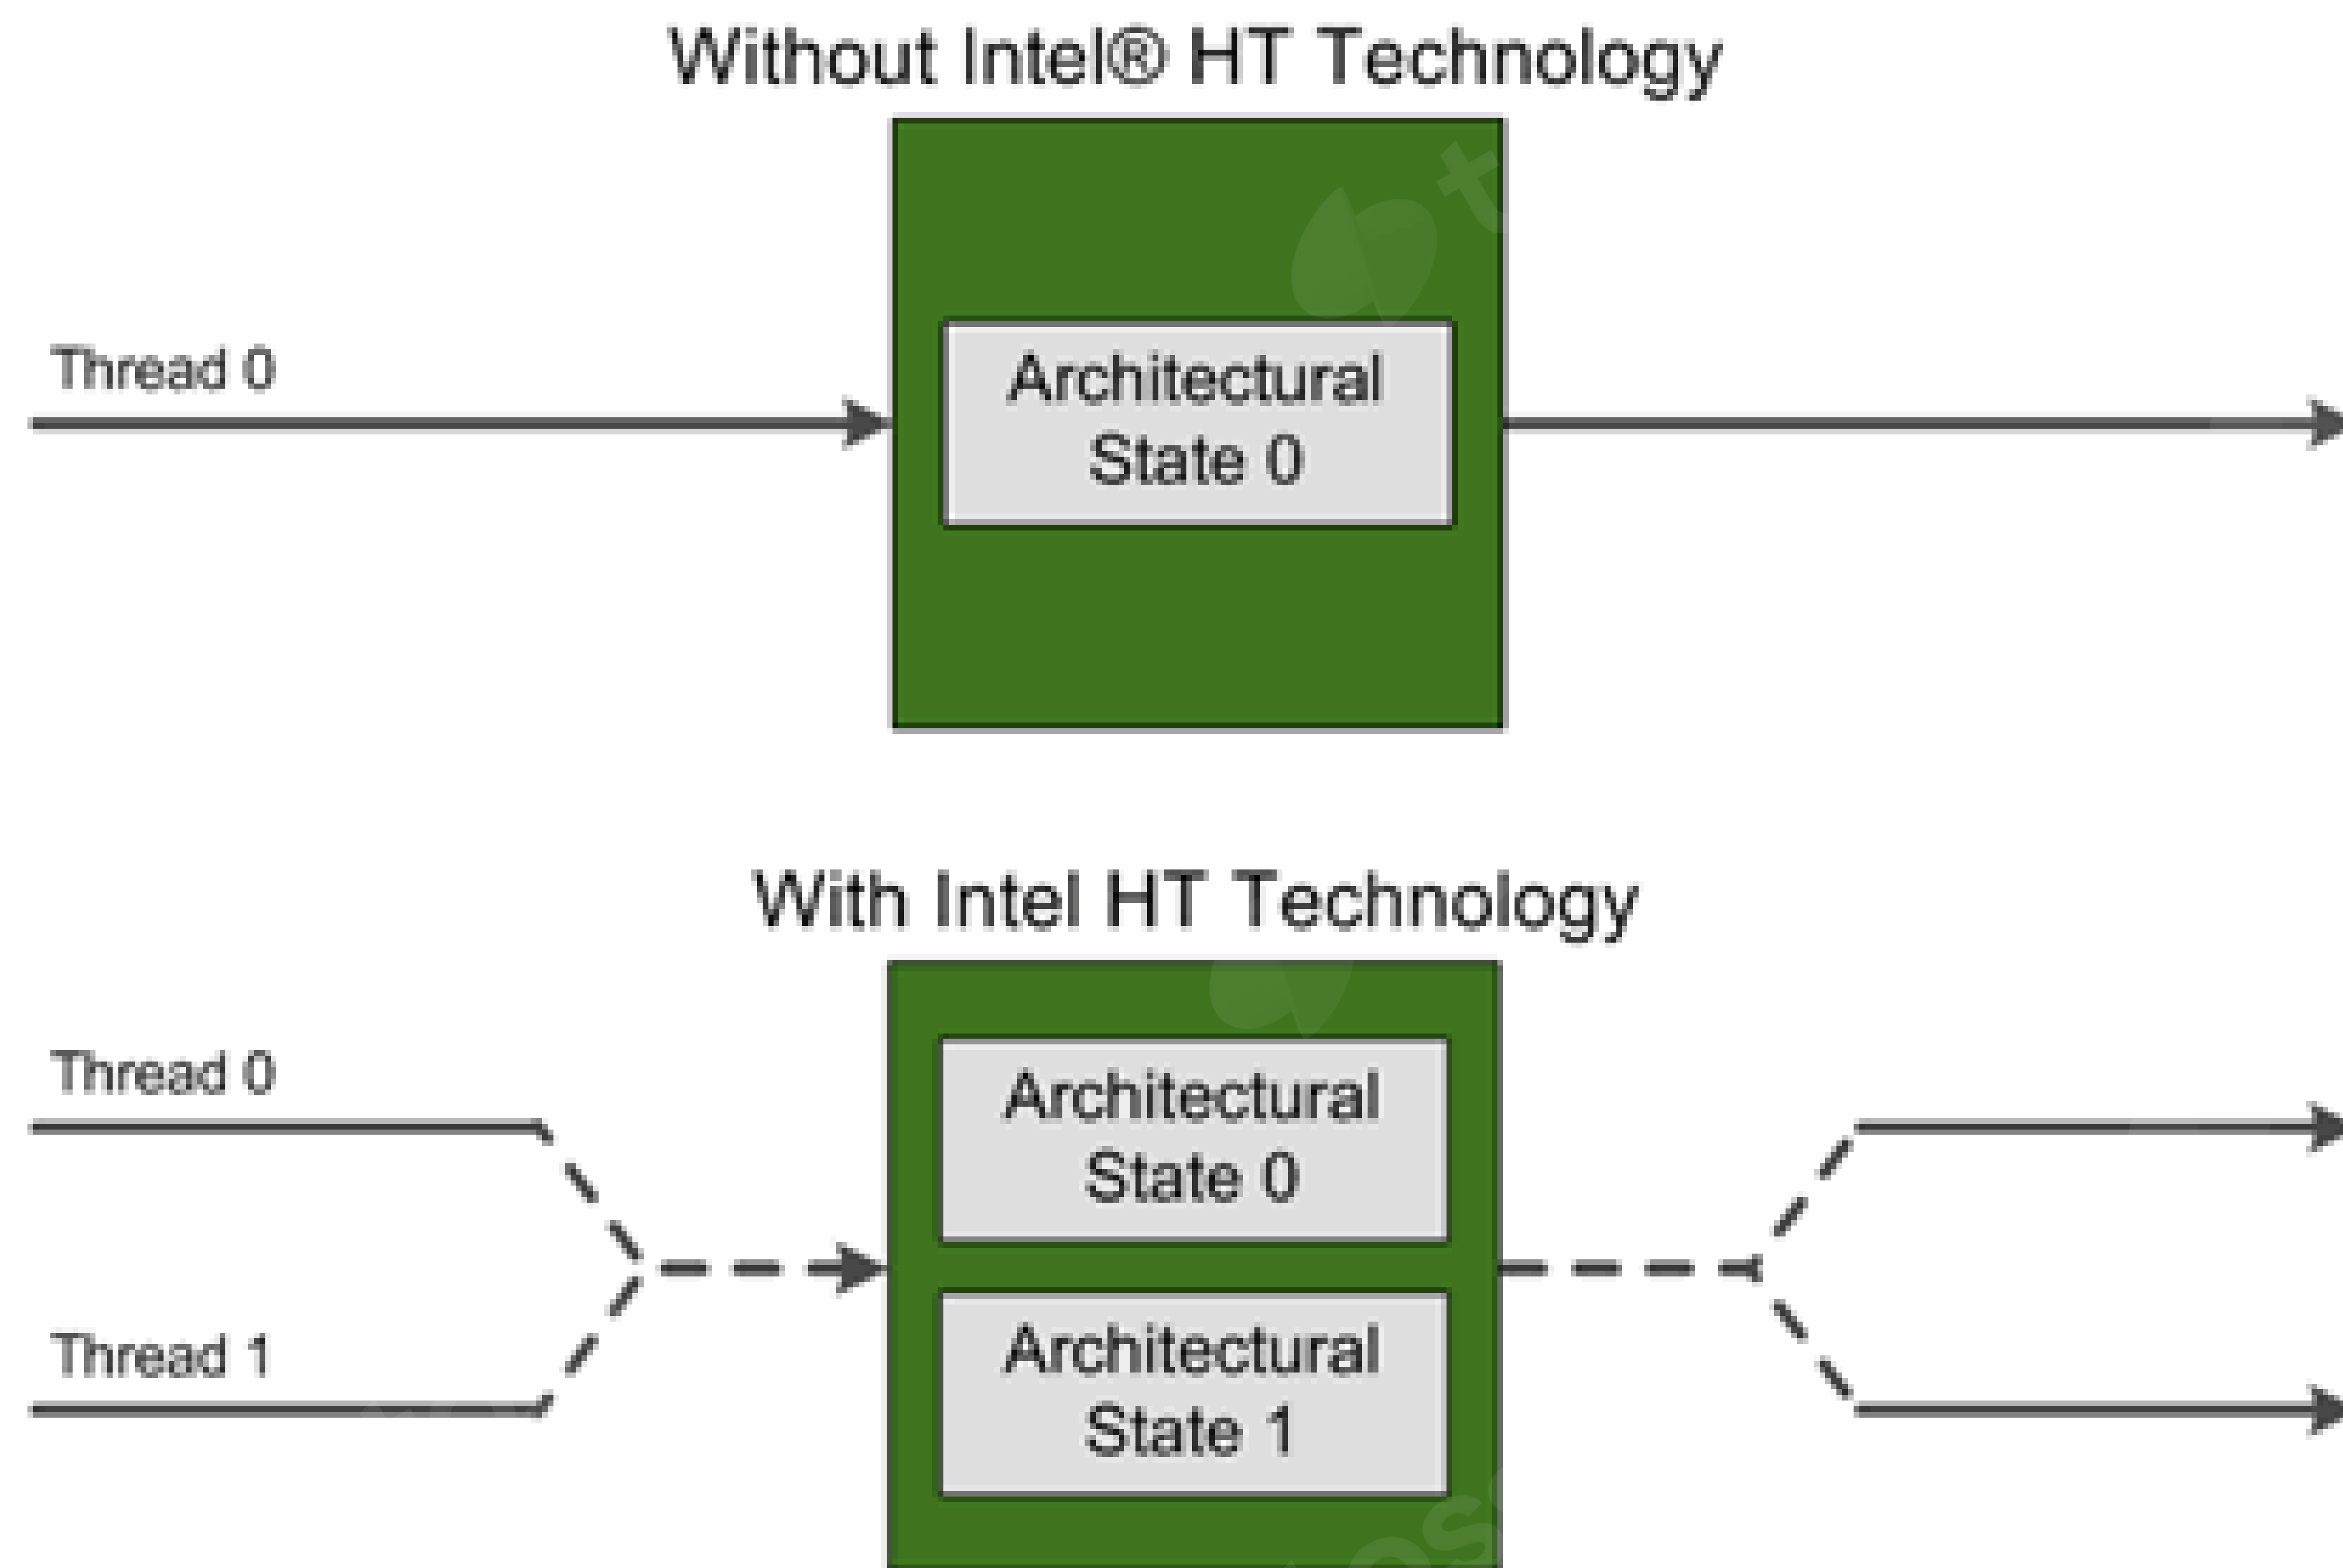 Without Intel® HT Technology
Thread 0
Architectural
State 0
With Intel HT Technology
Thread 0
Architectural
State 0
Thread 1
Architectural
State 1